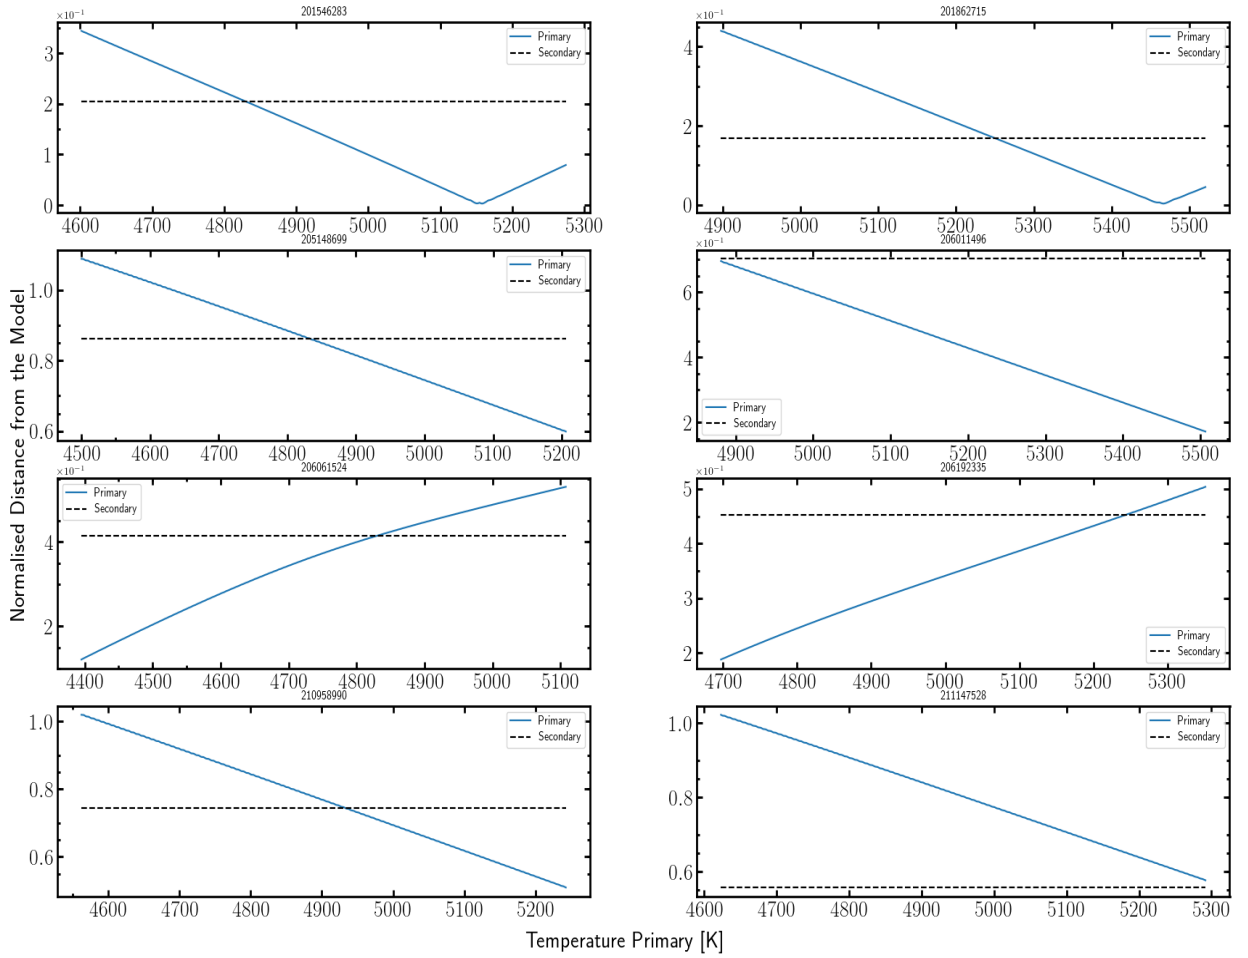 ×10⁻¹ 201546283
3
2
1
0
Primary
Secondary
4600 4700 4800 4900 5000 5100 5200 5300
×10⁻¹ 201862715
4
2
0
Primary
Secondary
4900 5000 5100 5200 5300 5400 5500
205148699
1.0
0.8
0.6
Primary
Secondary
4500 4600 4700 4800 4900 5000 5100 5200
×10⁻¹ 206011496
6
4
2
Primary
Secondary
4900 5000 5100 5200 5300 5400 5500
Normalised Distance from the Model
×10⁻¹ 206061524
4
2
Primary
Secondary
4400 4500 4600 4700 4800 4900 5000 5100
×10⁻¹ 206192335
5
4
3
2
Primary
Secondary
4700 4800 4900 5000 5100 5200 5300
210958990
1.0
0.8
0.6
Primary
Secondary
4600 4700 4800 4900 5000 5100 5200
211147528
1.0
0.8
0.6
Primary
Secondary
4600 4700 4800 4900 5000 5100 5200 5300
Temperature Primary [K]